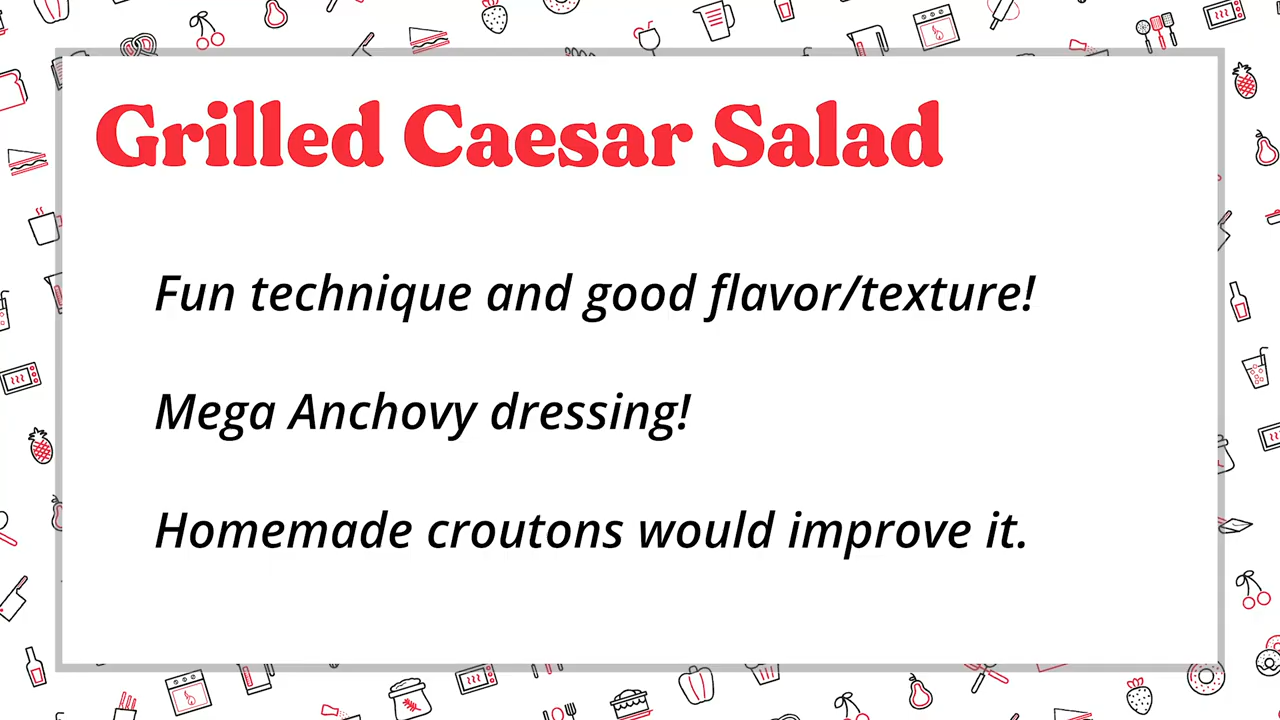 Grilled Caesar Salad
Fun technique and good flavor/texture!
Mega Anchovy dressing!
Homemade croutons would improve it.